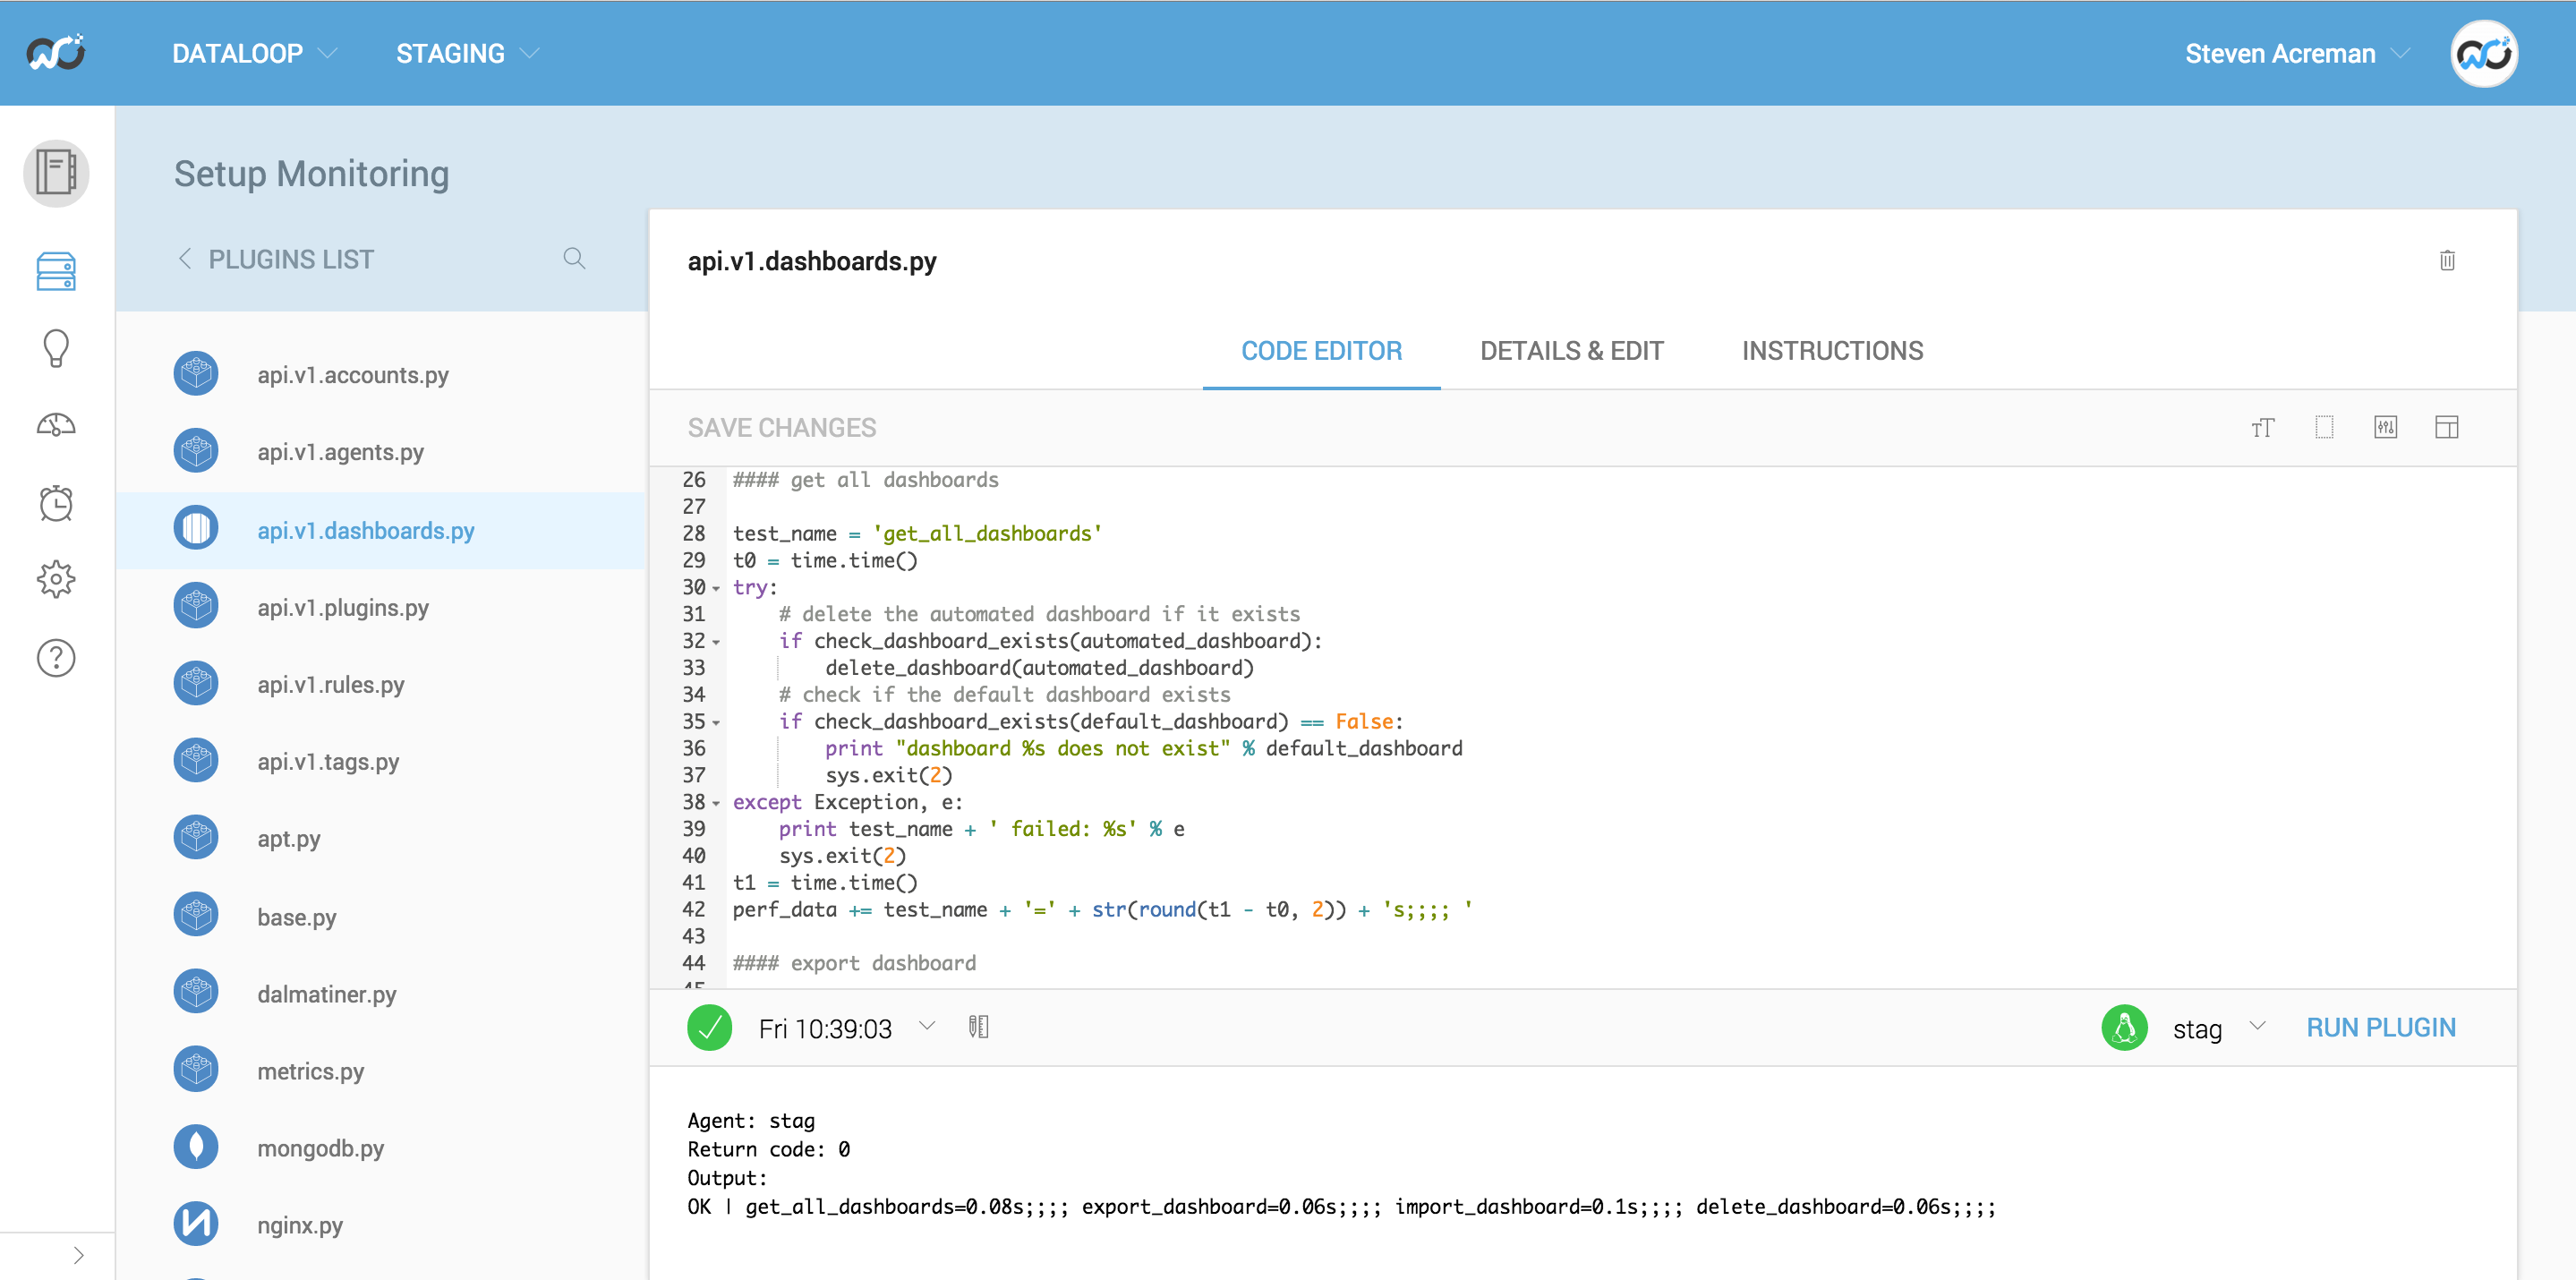 DATALOOP STAGING Steven Acreman
Setup Monitoring
PLUGINS LIST
api.v1.accounts.py
api.v1.agents.py
api.v1.dashboards.py
api.v1.plugins.py
api.v1.rules.py
api.v1.tags.py
apt.py
base.py
dalmatiner.py
metrics.py
mongodb.py
nginx.py
api.v1.dashboards.py
CODE EDITOR DETAILS & EDIT INSTRUCTIONS
SAVE CHANGES
26 #### get all dashboards
27
28 test_name = 'get_all_dashboards'
29 t0 = time.time()
30 try:
31     # delete the automated dashboard if it exists
32     if check_dashboard_exists(automated_dashboard):
33         delete_dashboard(automated_dashboard)
34     # check if the default dashboard exists
35     if check_dashboard_exists(default_dashboard) == False:
36         print "dashboard %s does not exist" % default_dashboard
37         sys.exit(2)
38 except Exception, e:
39     print test_name + ' failed: %s' % e
40     sys.exit(2)
41 t1 = time.time()
42 perf_data += test_name + '=' + str(round(t1 - t0, 2)) + 's;;;; '
43
44 #### export dashboard
45
Fri 10:39:03 stag RUN PLUGIN
Agent: stag
Return code: 0
Output:
OK | get_all_dashboards=0.08s;;;; export_dashboard=0.06s;;;; import_dashboard=0.1s;;;; delete_dashboard=0.06s;;;;